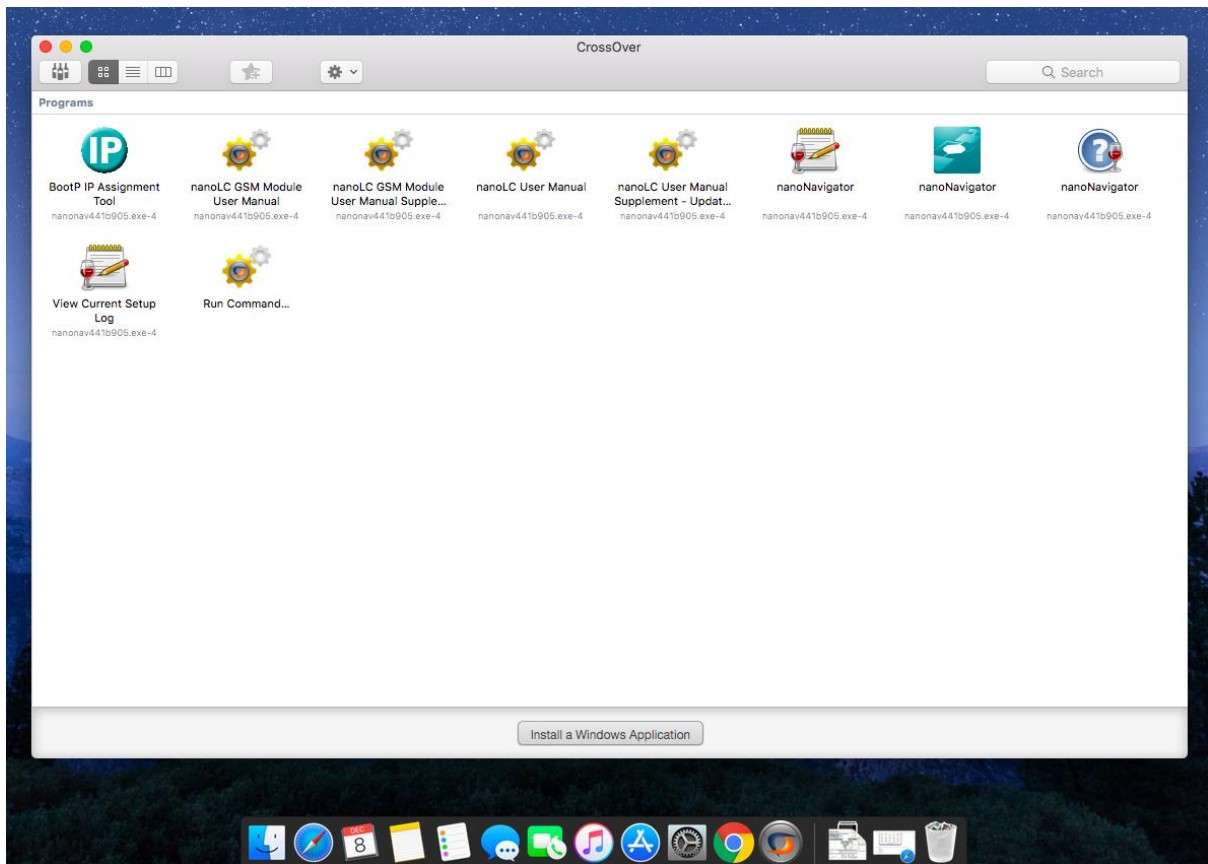 CrossOver
Search
Programs
IP
BootP IP Assignment
Tool
nanonav441b905.exe-4
nanoLC GSM Module
User Manual
nanonav441b905.exe-4
nanoLC GSM Module
User Manual Supple...
nanonav441b905.exe-4
nanoLC User Manual
nanonav441b905.exe-4
nanoLC User Manual
Supplement - Updat...
nanonav441b905.exe-4
nanoNavigator
nanonav441b905.exe-4
nanoNavigator
nanonav441b905.exe-4
?
nanoNavigator
nanonav441b905.exe-4
View Current Setup
Log
nanonav441b905.exe-4
Run Command...
Install a Windows Application
DEC
8